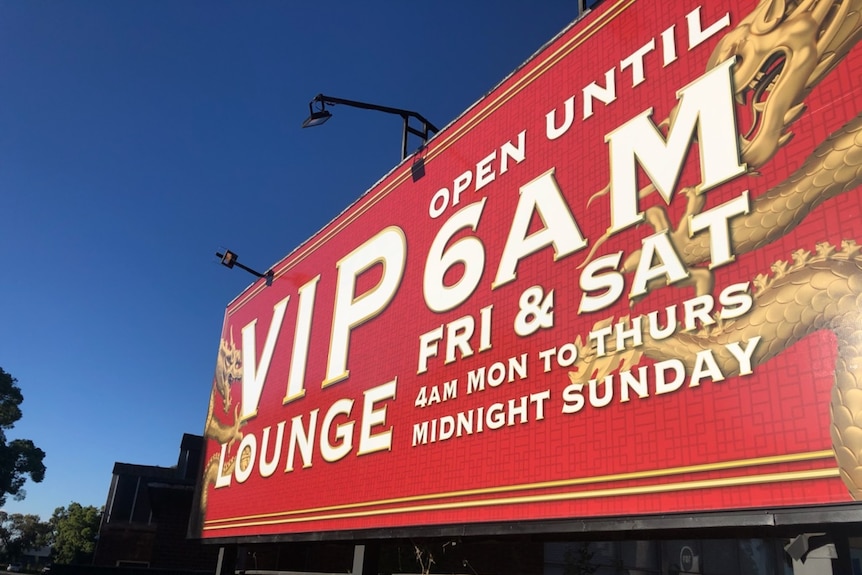 VIP
LOUNGE
OPEN UNTIL
6AM
FRI & SAT
4AM MON TO THURS
MIDNIGHT SUNDAY